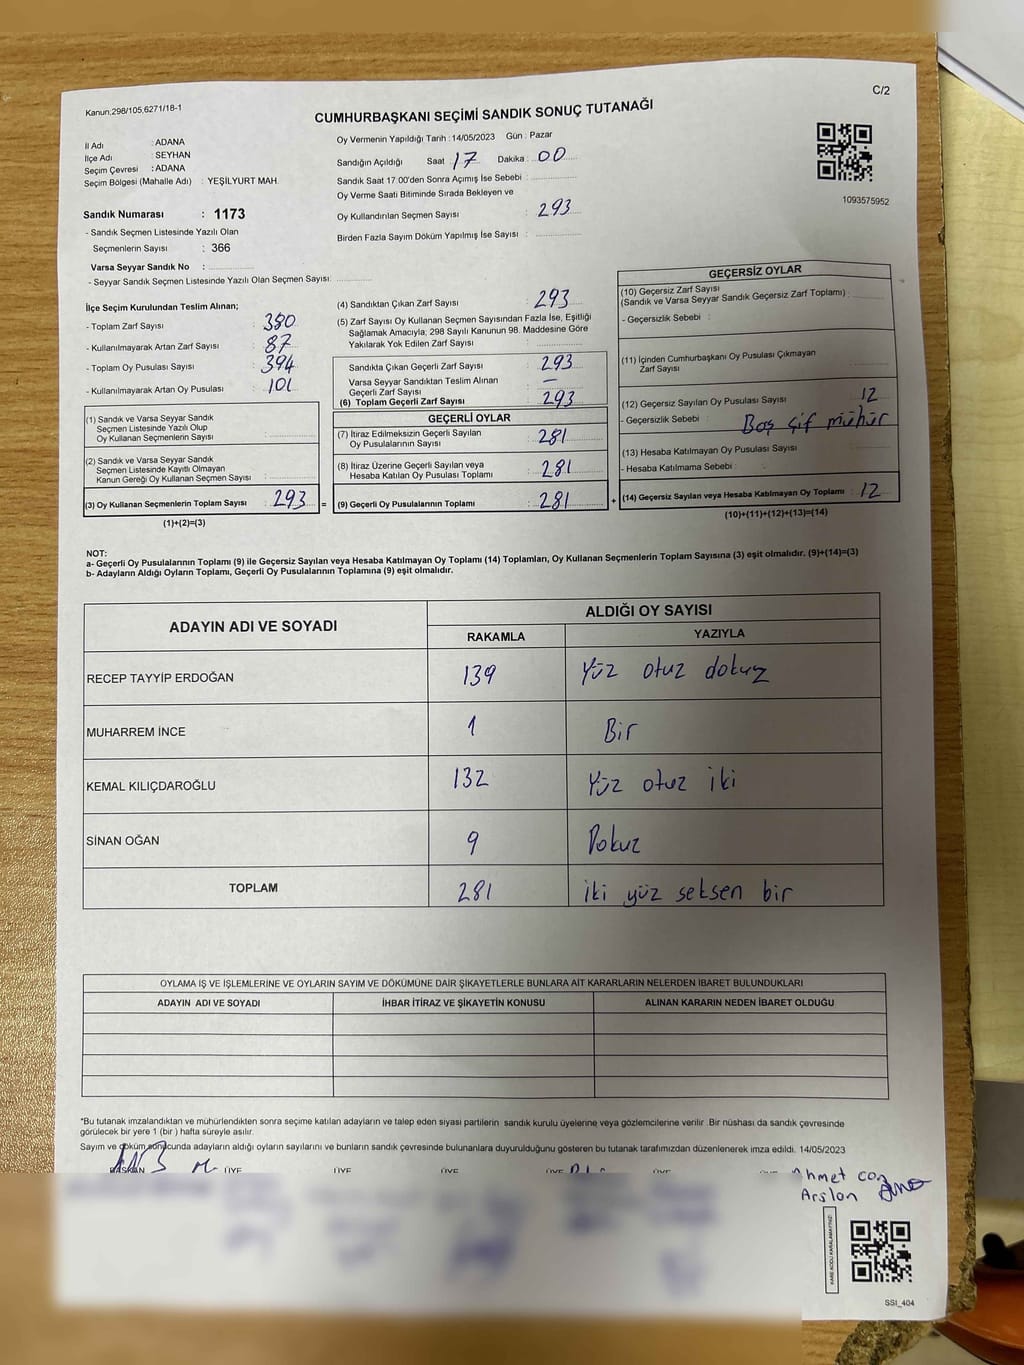 Kanun:298/105,6271/18-1
C/2
CUMHURBAŞKANI SEÇİMİ SANDIK SONUÇ TUTANAĞI
İl Adı : ADANA
İlçe Adı : SEYHAN
Seçim Çevresi : ADANA
Seçim Bölgesi (Mahalle Adı) : YEŞİLYURT MAH.
Sandık Numarası : 1173
- Sandık Seçmen Listesinde Yazılı Olan
Seçmenlerin Sayısı : 366
Varsa Seyyar Sandık No :
- Seyyar Sandık Seçmen Listesinde Yazılı Olan Seçmen Sayısı:
Oy Vermenin Yapıldığı Tarih : 14/05/2023 Gün : Pazar
Sandığın Açıldığı Saat : 17 Dakika : 00
Sandık Saat 17.00'den Sonra Açımış İse Sebebi :
Oy Verme Saati Bitiminde Sırada Bekleyen ve
Oy Kullandırılan Seçmen Sayısı : 293
Birden Fazla Sayım Döküm Yapılmış İse Sayısı :
1093575952
İlçe Seçim Kurulundan Teslim Alınan;
- Toplam Zarf Sayısı : 380
- Kullanılmayarak Artan Zarf Sayısı : 87
- Toplam Oy Pusulası Sayısı : 394
- Kullanılmayarak Artan Oy Pusulası : 101
(1) Sandık ve Varsa Seyyar Sandık
Seçmen Listesinde Yazılı Olup
Oy Kullanan Seçmenlerin Sayısı :
(2) Sandık ve Varsa Seyyar Sandık
Seçmen Listesinde Kayıtlı Olmayan
Kanun Gereği Oy Kullanan Seçmen Sayısı :
(3) Oy Kullanan Seçmenlerin Toplam Sayısı : 293 =
(1)+(2)=(3)
(4) Sandıktan Çıkan Zarf Sayısı : 293
(5) Zarf Sayısı Oy Kullanan Seçmen Sayısından Fazla İse, Eşitliği
Sağlamak Amacıyla, 298 Sayılı Kanunun 98. Maddesine Göre
Yakılarak Yok Edilen Zarf Sayısı :
Sandıkta Çıkan Geçerli Zarf Sayısı : 293
Varsa Seyyar Sandıktan Teslim Alınan
Geçerli Zarf Sayısı : —
(6) Toplam Geçerli Zarf Sayısı : 293
GEÇERLİ OYLAR
(7) İtiraz Edilmeksizin Geçerli Sayılan
Oy Pusulalarının Sayısı : 281
(8) İtiraz Üzerine Geçerli Sayılan veya
Hesaba Katılan Oy Pusulası Toplamı : 281
(9) Geçerli Oy Pusulalarının Toplamı : 281 +
GEÇERSİZ OYLAR
(10) Geçersiz Zarf Sayısı
(Sandık ve Varsa Seyyar Sandık Geçersiz Zarf Toplamı) :
- Geçersizlik Sebebi :
(11) İçinden Cumhurbaşkanı Oy Pusulası Çıkmayan
Zarf Sayısı :
(12) Geçersiz Sayılan Oy Pusulası Sayısı : 12
- Geçersizlik Sebebi : Boş çif mühür
(13) Hesaba Katılmayan Oy Pusulası Sayısı :
- Hesaba Katılmama Sebebi :
(14) Geçersiz Sayılan veya Hesaba Katılmayan Oy Toplamı : 12
(10)+(11)+(12)+(13)=(14)
NOT:
a- Geçerli Oy Pusulalarının Toplamı (9) ile Geçersiz Sayılan veya Hesaba Katılmayan Oy Toplamı (14) Toplamları, Oy Kullanan Seçmenlerin Toplam Sayısına (3) eşit olmalıdır. (9)+(14)=(3)
b- Adayların Aldığı Oyların Toplamı, Geçerli Oy Pusulalarının Toplamına (9) eşit olmalıdır.
ADAYIN ADI VE SOYADI
ALDIĞI OY SAYISI
RAKAMLA YAZIYLA
RECEP TAYYİP ERDOĞAN 139 Yüz otuz dokuz
MUHARREM İNCE 1 Bir
KEMAL KILIÇDAROĞLU 132 Yüz otuz iki
SİNAN OĞAN 9 Dokuz
TOPLAM 281 iki yüz seksen bir
OYLAMA İŞ VE İŞLEMLERİNE VE OYLARIN SAYIM VE DÖKÜMÜNE DAİR ŞİKAYETLERLE BUNLARA AİT KARARLARIN NELERDEN İBARET BULUNDUKLARI
ADAYIN ADI VE SOYADI İHBAR İTİRAZ VE ŞİKAYETİN KONUSU ALINAN KARARIN NEDEN İBARET OLDUĞU
*Bu tutanak imzalandıktan ve mühürlendikten sonra seçime katılan adayların ve talep eden siyasi partilerin sandık kurulu üyelerine veya gözlemcilerine verilir. Bir nüshası da sandık çevresinde
görülecek bir yere 1 (bir ) hafta süreyle asılır.
Sayım ve döküm sonucunda adayların aldığı oyların sayılarını ve bunların sandık çevresinde bulunanlara duyurulduğunu gösteren bu tutanak tarafımızdan düzenlenerek imza edildi. 14/05/2023
BAŞKAN ÜYE ÜYE ÜYE ÜYE ÜYE
Ahmet
Arslan
KARE KODU KARALAMAYINIZ
SSI_404